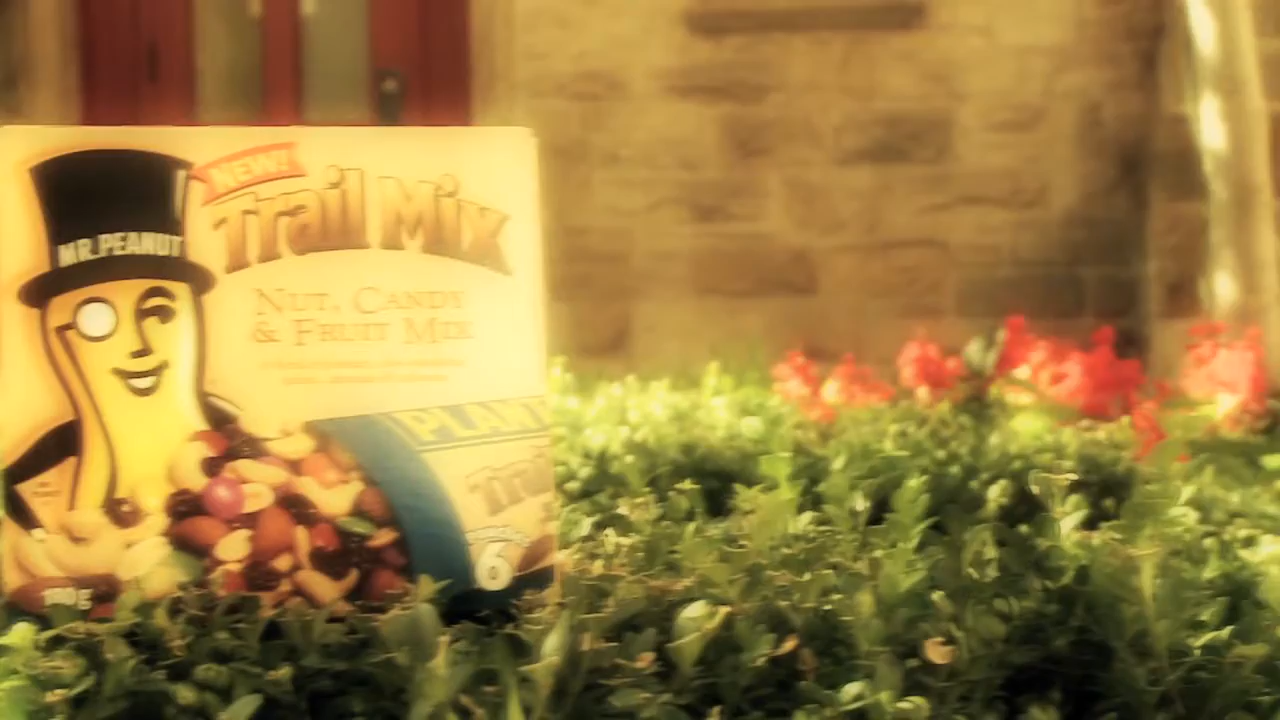 MR. PEANUT
NEW!
Trail Mix
NUT, CANDY
& FRUIT MIX
PLANT
Trail
6